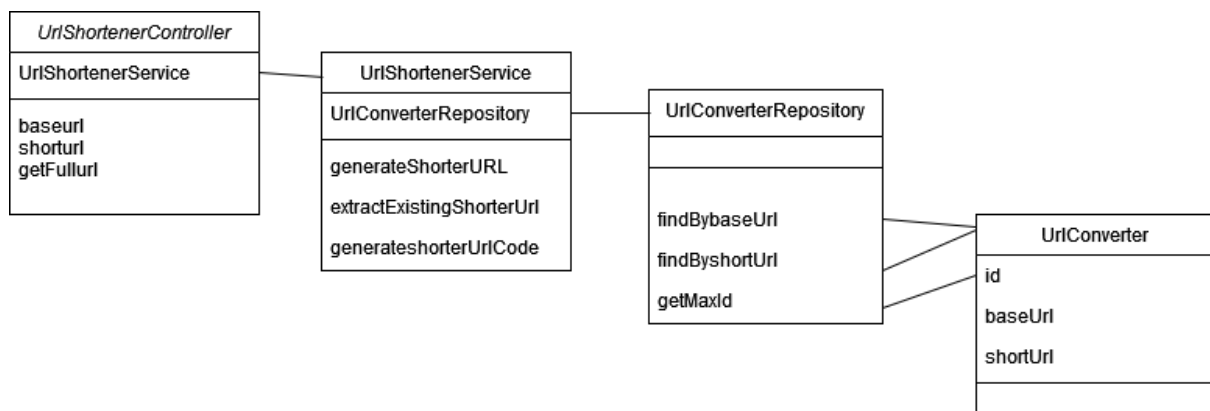 UrlShortenerController
UrlShortenerService
baseurl
shorturl
getFullurl
UrlShortenerService
UrlConverterRepository
generateShorterURL
extractExistingShorterUrl
generateshorterUrlCode
UrlConverterRepository
findBybaseUrl
findByshortUrl
getMaxId
UrlConverter
id
baseUrl
shortUrl